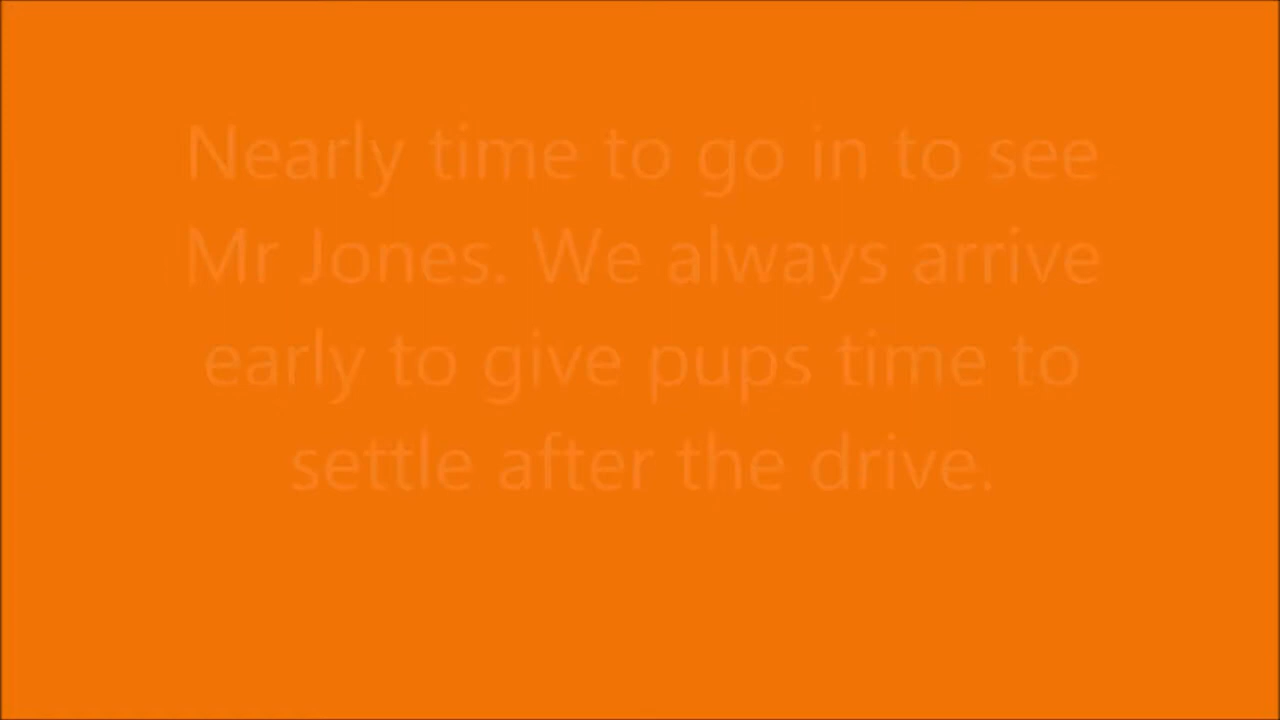 Nearly time to go in to see
Mr Jones. We always arrive
early to give pups time to
settle after the drive.